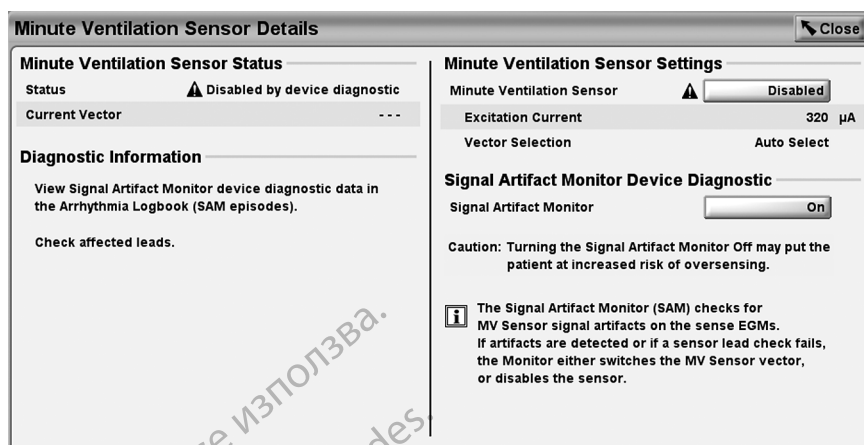 Minute Ventilation Sensor Details
Close
Minute Ventilation Sensor Status
Status
Disabled by device diagnostic
Current Vector
- - -
Diagnostic Information
View Signal Artifact Monitor device diagnostic data in
the Arrhythmia Logbook (SAM episodes).
Check affected leads.
Minute Ventilation Sensor Settings
Minute Ventilation Sensor
Disabled
Excitation Current
320 µA
Vector Selection
Auto Select
Signal Artifact Monitor Device Diagnostic
Signal Artifact Monitor
On
Caution: Turning the Signal Artifact Monitor Off may put the
patient at increased risk of oversensing.
i
The Signal Artifact Monitor (SAM) checks for
MV Sensor signal artifacts on the sense EGMs.
If artifacts are detected or if a sensor lead check fails,
the Monitor either switches the MV Sensor vector,
or disables the sensor.
използва.